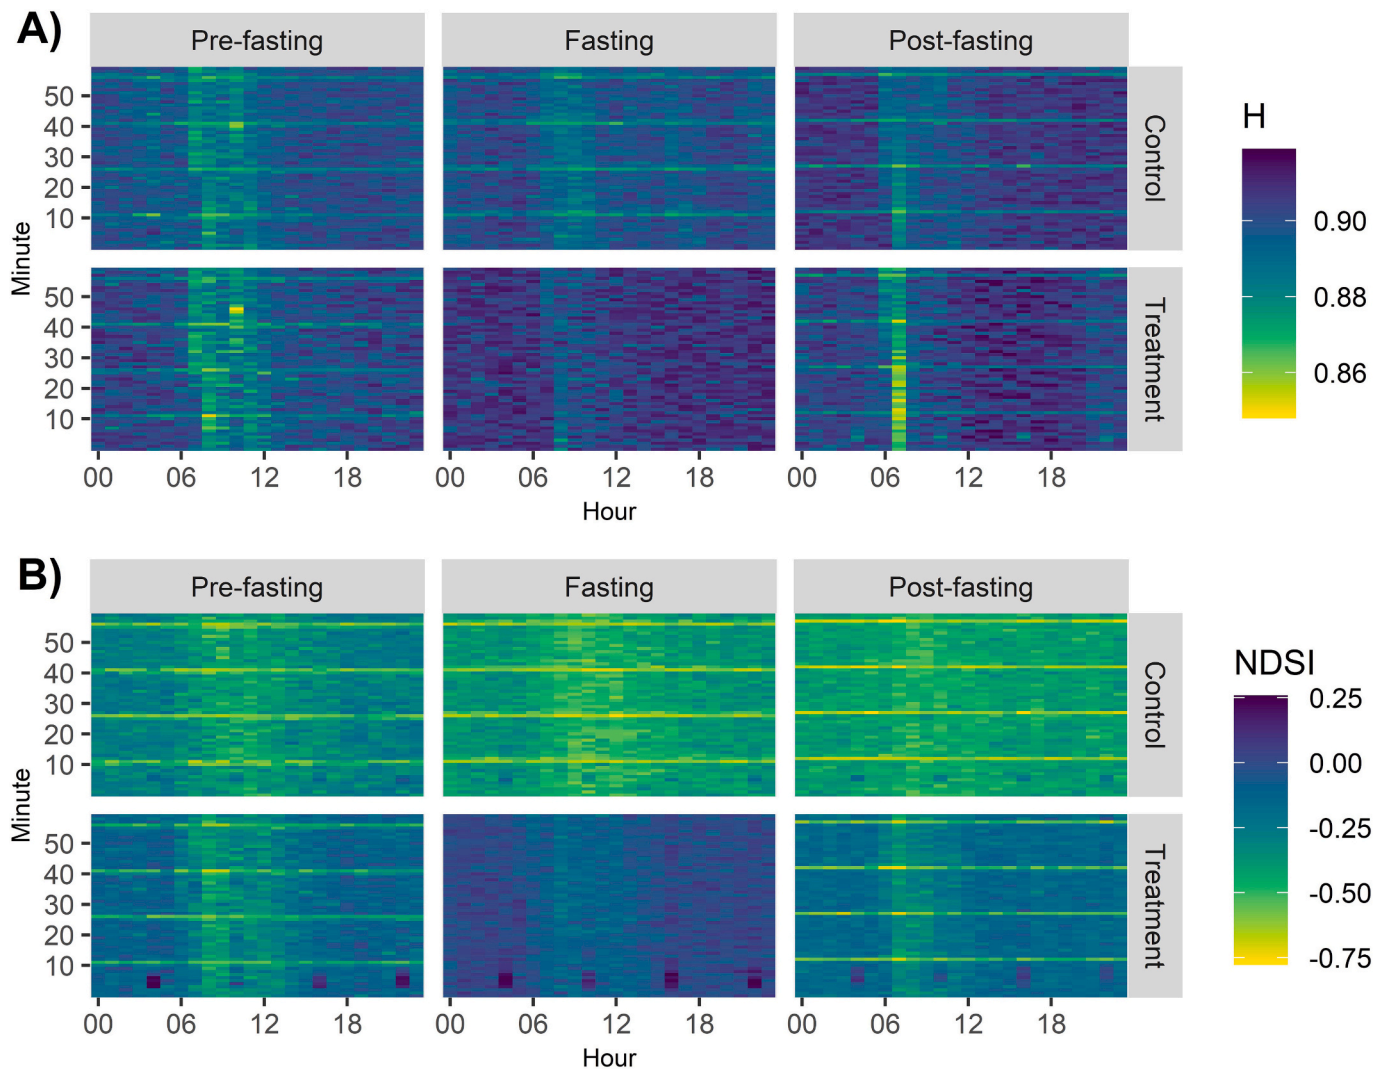 A)
Pre-fasting Fasting Post-fasting
50
40
30
20
10
Control
Minute
50
40
30
20
10
Treatment
00 06 12 18 00 06 12 18 00 06 12 18
Hour
H
0.90
0.88
0.86
B)
Pre-fasting Fasting Post-fasting
50
40
30
20
10
Control
Minute
50
40
30
20
10
Treatment
00 06 12 18 00 06 12 18 00 06 12 18
Hour
NDSI
0.25
0.00
-0.25
-0.50
-0.75